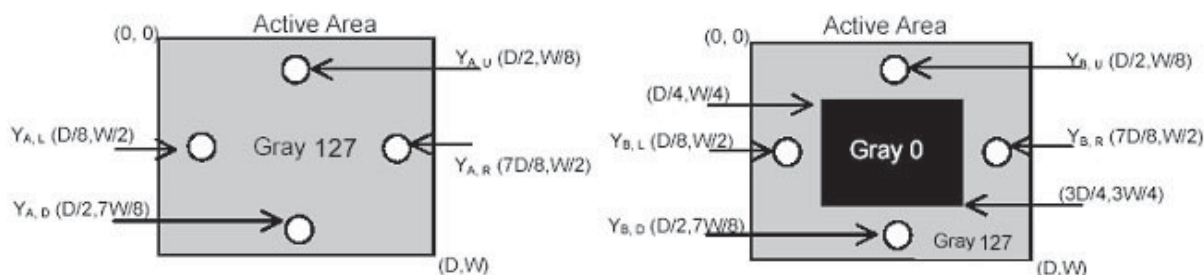 Active Area
(0, 0)
Y_A, U (D/2,W/8)
Y_A, L (D/8,W/2)
Gray 127
Y_A, R (7D/8,W/2)
Y_A, D (D/2,7W/8)
(D,W)
Active Area
(0, 0)
Y_B, U (D/2,W/8)
(D/4,W/4)
Y_B, L (D/8,W/2)
Gray 0
Y_B, R (7D/8,W/2)
(3D/4,3W/4)
Y_B, D (D/2,7W/8)
Gray 127
(D,W)